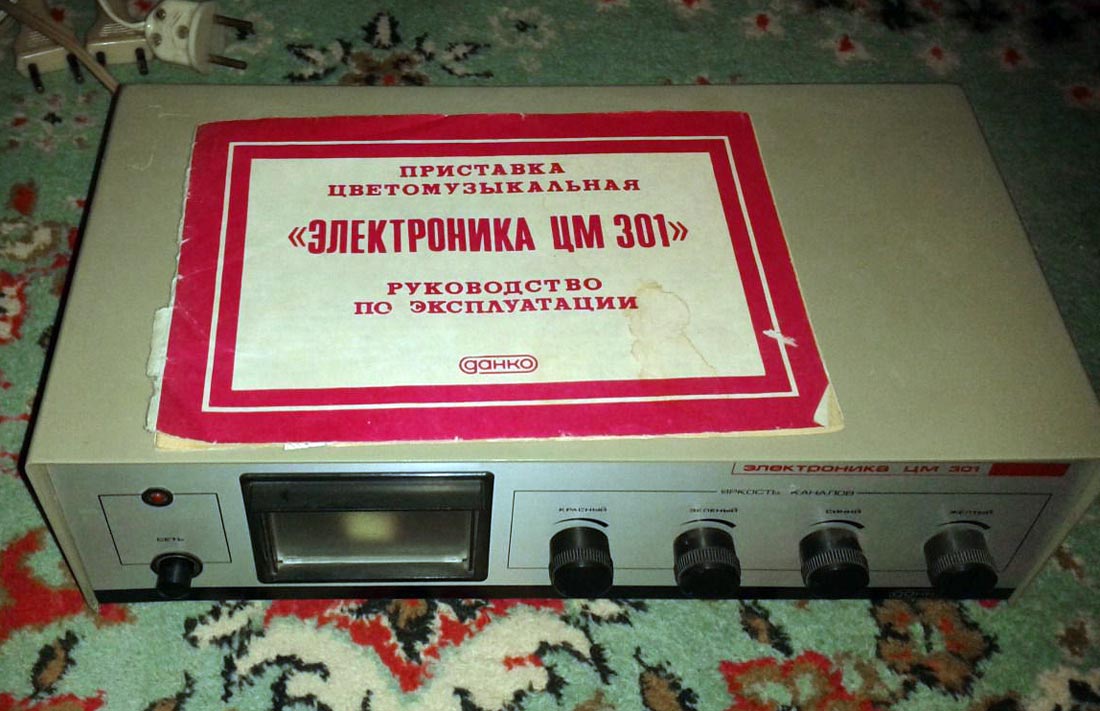 ПРИСТАВКА
ЦВЕТОМУЗЫКАЛЬНАЯ
«ЭЛЕКТРОНИКА ЦМ 301»
РУКОВОДСТВО
ПО ЭКСПЛУАТАЦИИ
данко
электроника цм 301
ЯРКОСТЬ КАНАЛОВ
КРАСНЫЙ ЗЕЛЕНЫЙ СИНИЙ ЖЕЛТЫЙ
СЕТЬ